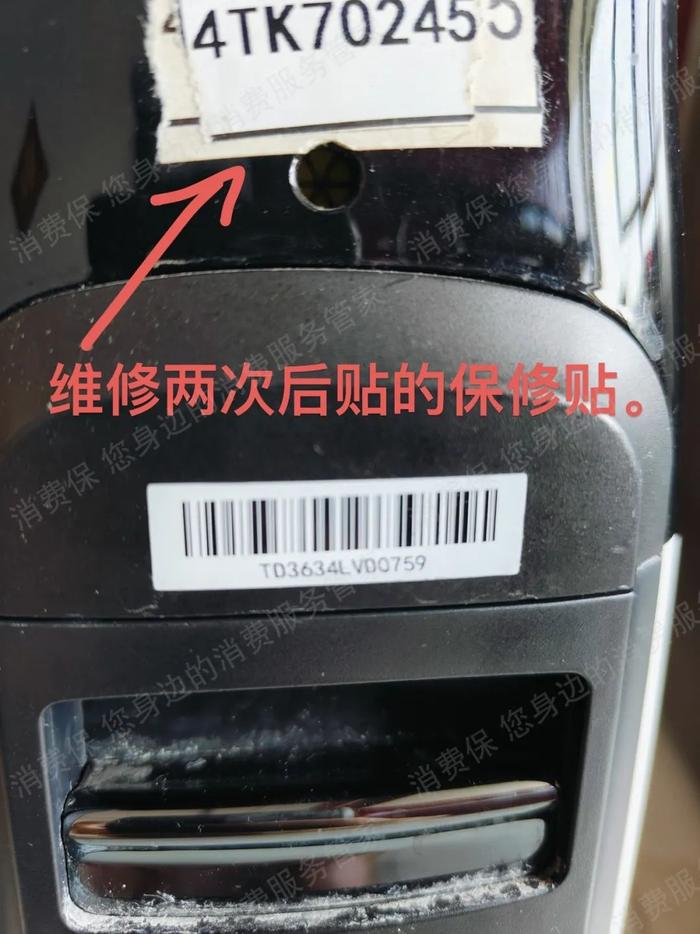 4TK702455
维修两次后贴的保修贴。
TD3634LVD0759
消费保 您身边的消费服务管家